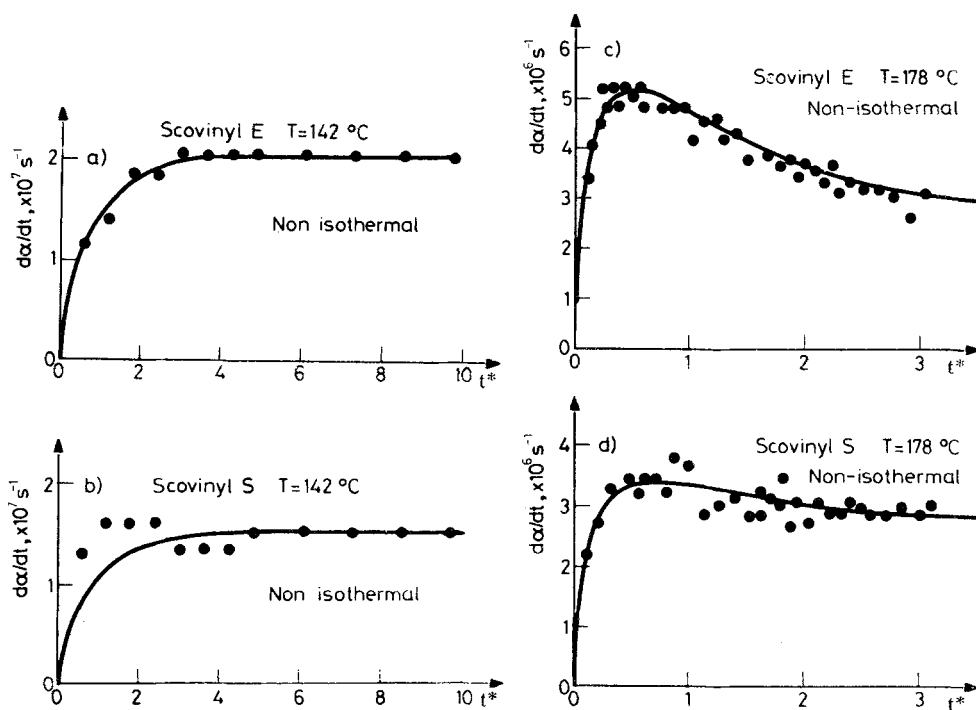 a)
Scovinyl E T=142 °C
Non isothermal
dα/dt, x10⁷ s⁻¹
2
1
0
0 2 4 6 8 10 t*
b)
Scovinyl S T=142 °C
Non isothermal
dα/dt, x10⁷ s⁻¹
2
1
0
0 2 4 6 8 10 t*
c)
Scovinyl E T=178 °C
Non-isothermal
dα/dt, x10⁶ s⁻¹
6
5
4
3
2
1
0
0 1 2 3 t*
d)
Scovinyl S T=178 °C
Non-isothermal
dα/dt, x10⁶ s⁻¹
4
3
2
1
0
0 1 2 3 t*